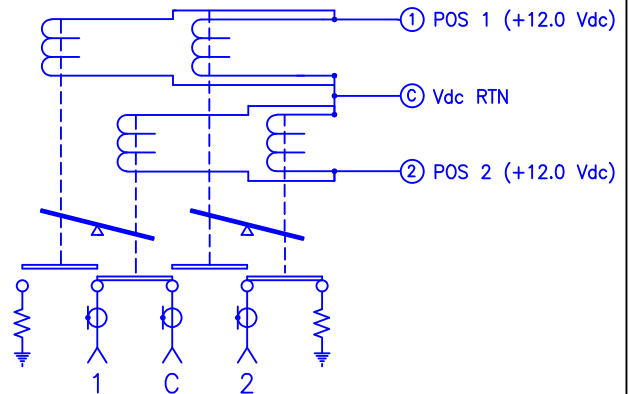 1 POS 1 (+12.0 Vdc)
C Vdc RTN
2 POS 2 (+12.0 Vdc)
1 C 2